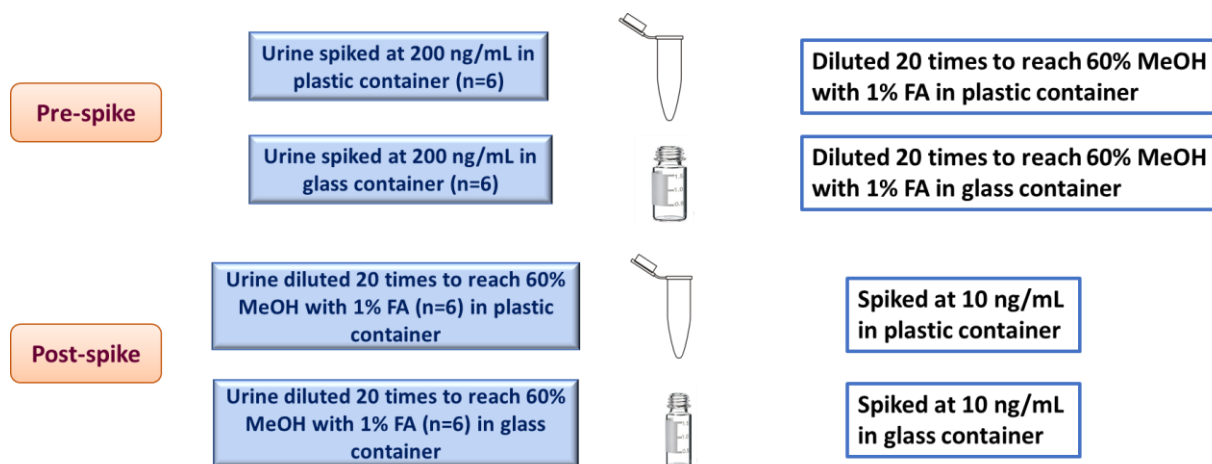 Pre-spike
Urine spiked at 200 ng/mL in
plastic container (n=6)
Diluted 20 times to reach 60% MeOH
with 1% FA in plastic container
Urine spiked at 200 ng/mL in
glass container (n=6)
Diluted 20 times to reach 60% MeOH
with 1% FA in glass container
Post-spike
Urine diluted 20 times to reach 60%
MeOH with 1% FA (n=6) in plastic
container
Spiked at 10 ng/mL
in plastic container
Urine diluted 20 times to reach 60%
MeOH with 1% FA (n=6) in glass
container
Spiked at 10 ng/mL
in glass container